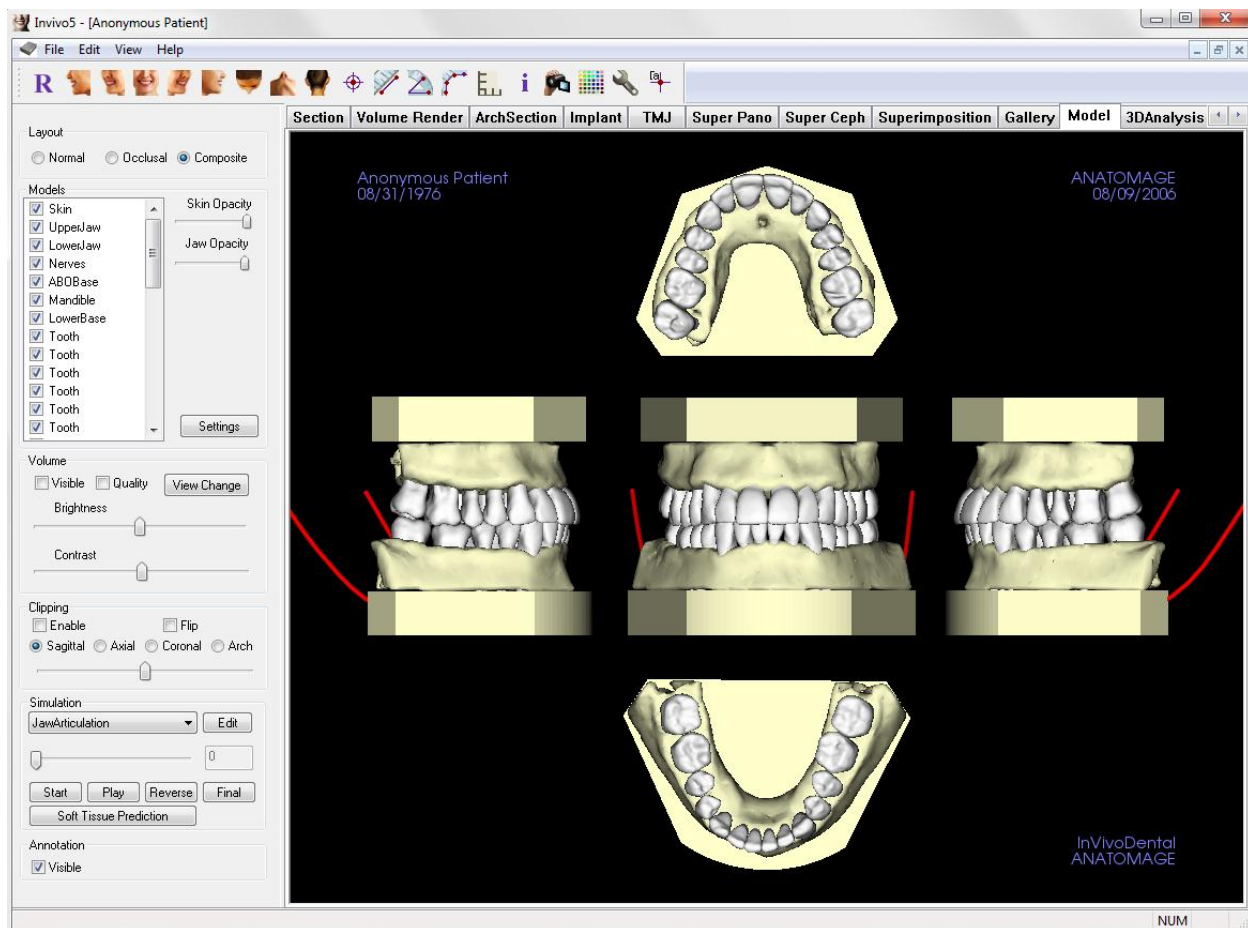 Invivo5 - [Anonymous Patient]
File Edit View Help
R i [a]
Section Volume Render ArchSection Implant TMJ Super Pano Super Ceph Superimposition Gallery Model 3DAnalysis
Layout
Normal Occlusal Composite
Models
Skin
UpperJaw
LowerJaw
Nerves
ABOBase
Mandible
LowerBase
Tooth
Tooth
Tooth
Tooth
Tooth
Tooth
Skin Opacity
Jaw Opacity
Settings
Volume
Visible Quality View Change
Brightness
Contrast
Clipping
Enable Flip
Sagittal Axial Coronal Arch
Simulation
JawArticulation Edit
0
Start Play Reverse Final
Soft Tissue Prediction
Annotation
Visible
Anonymous Patient
08/31/1976
ANATOMAGE
08/09/2006
InVivoDental
ANATOMAGE
NUM